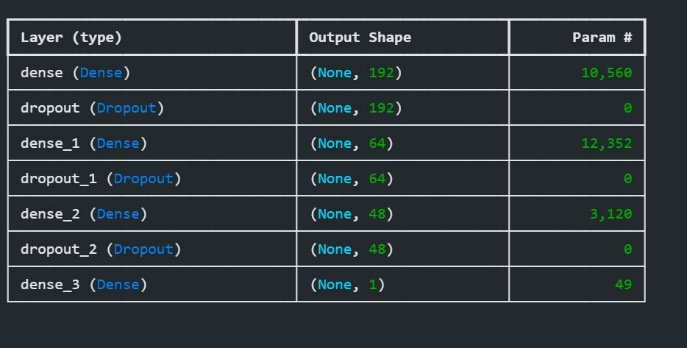 Layer (type) Output Shape Param #
dense (Dense) (None, 192) 10,560
dropout (Dropout) (None, 192) 0
dense_1 (Dense) (None, 64) 12,352
dropout_1 (Dropout) (None, 64) 0
dense_2 (Dense) (None, 48) 3,120
dropout_2 (Dropout) (None, 48) 0
dense_3 (Dense) (None, 1) 49